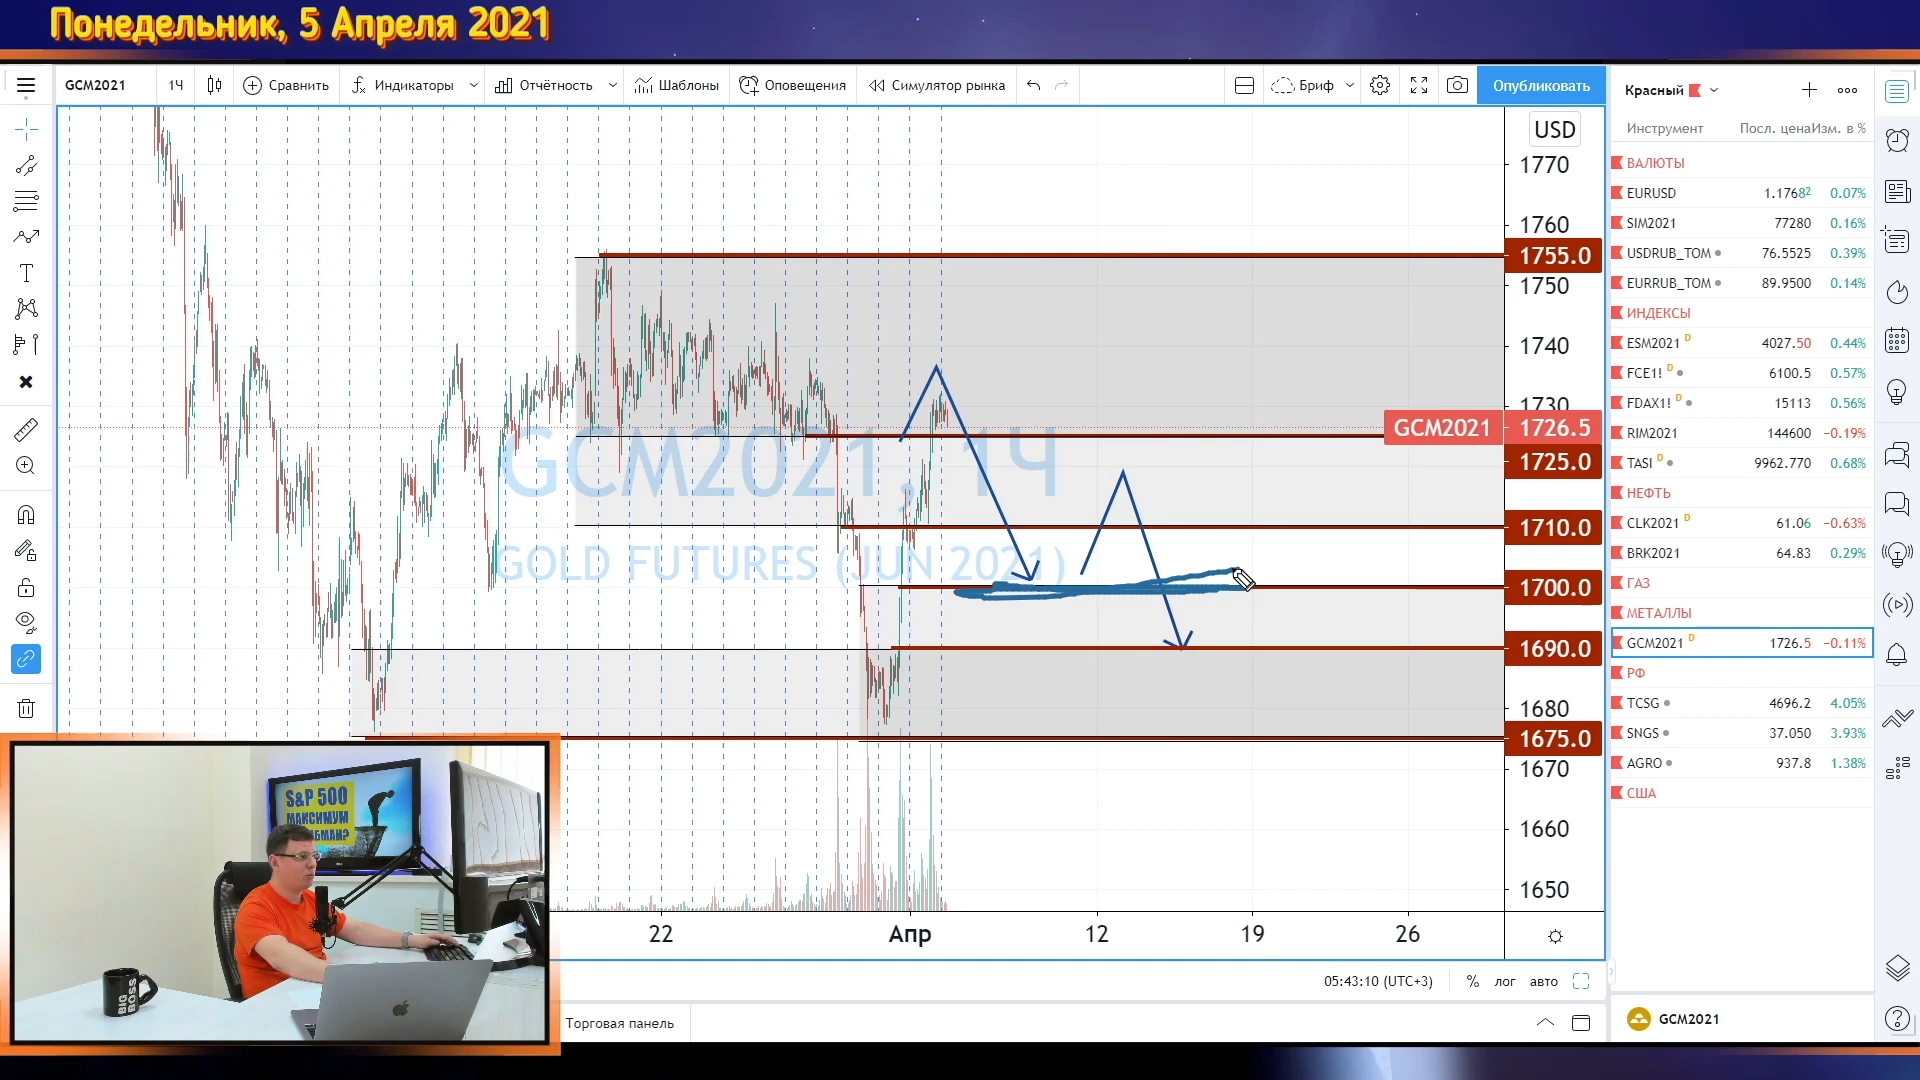 Понедельник, 5 Апреля 2021
GCM2021 1Ч Сравнить Индикаторы Отчётность Шаблоны Оповещения Симулятор рынка Бриф Опубликовать
Красный
Инструмент Посл. цена Изм. в %
ВАЛЮТЫ
EURUSD 1.17682 0.07%
SIM2021 77280 0.16%
USDRUB_TOM 76.5525 0.39%
EURRUB_TOM 89.9500 0.14%
ИНДЕКСЫ
ESM2021 D 4027.50 0.44%
FCE1! D 6100.5 0.57%
FDAX1! D 15113 0.56%
RIM2021 144600 −0.19%
TASI D 9962.770 0.68%
НЕФТЬ
CLK2021 D 61.06 −0.63%
BRK2021 64.83 0.29%
ГАЗ
МЕТАЛЛЫ
GCM2021 D 1726.5 −0.11%
РФ
TCSG 4696.2 4.05%
SNGS 37.050 3.93%
AGRO 937.8 1.38%
США
GCM2021
USD
1770
1760
1755.0
1750
1740
1730
GCM2021 1726.5
1725.0
1710.0
1700.0
1690.0
1680
1675.0
1670
1660
1650
GCM2021, 1Ч
GOLD FUTURES (JUN 2021)
22 Апр 12 19 26
05:43:10 (UTC+3) % лог авто
Торговая панель
S&P 500
МАКСИМУМ
BIG
BOSS